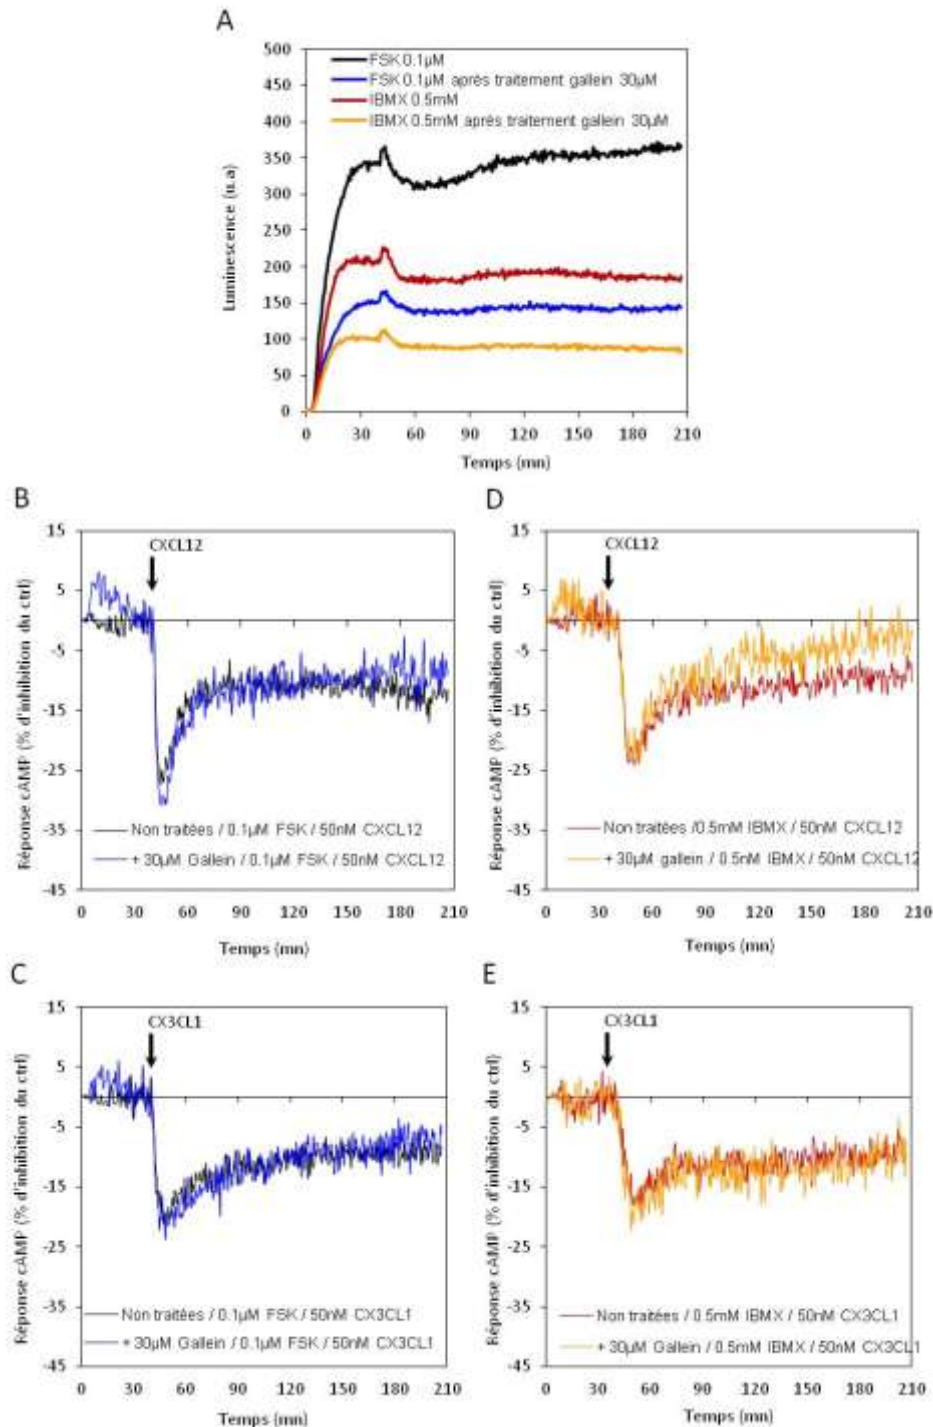 A
500
450
400
350
300
250
200
150
100
50
0
Luminescence (u.a)
FSK 0.1µM
FSK 0.1µM après traitement gallein 30µM
IBMX 0.5mM
IBMX 0.5mM après traitement gallein 30µM
0 30 60 90 120 150 180 210
Temps (mn)
B
15
5
-5
-15
-25
-35
-45
Réponse cAMP (% d'inhibition du ctrl)
CXCL12
Non traitées / 0.1µM FSK / 50nM CXCL12
+ 30µM Gallein / 0.1µM FSK / 50nM CXCL12
0 30 60 90 120 150 180 210
Temps (mn)
D
15
5
-5
-15
-25
-35
-45
Réponse cAMP (% d'inhibition du ctrl)
CXCL12
Non traitées /0.5mM IBMX / 50nM CXCL12
+ 30µM gallein / 0.5nM IBMX / 50nM CXCL12
0 30 60 90 120 150 180 210
Temps (mn)
C
15
5
-5
-15
-25
-35
-45
Réponse cAMP (% d'inhibition du ctrl)
CX3CL1
Non traitées / 0.1µM FSK / 50nM CX3CL1
+ 30µM Gallein / 0.1µM FSK / 50nM CX3CL1
0 30 60 90 120 150 180 210
Temps (mn)
E
15
5
-5
-15
-25
-35
-45
Réponse cAMP (% d'inhibition du ctrl)
CX3CL1
Non traitées / 0.5mM IBMX / 50nM CX3CL1
+ 30µM Gallein / 0.5mM IBMX / 50nM CX3CL1
0 30 60 90 120 150 180 210
Temps (mn)